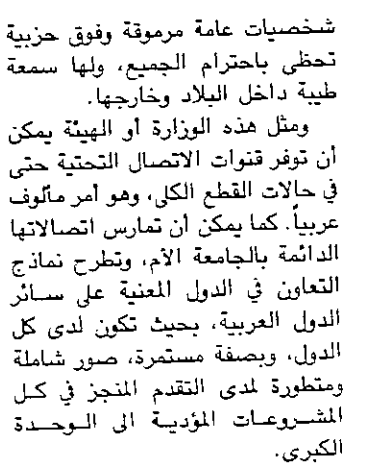 شخصيات عامة مرموقة وفوق حزبية
تحظى باحترام الجميع، ولها سمعة
طيبة داخل البلاد وخارجها.
ومثل هذه الوزارة أو الهيئة يمكن
أن توفر قنوات الاتصال التحتية حتى
في حالات القطع الكلي، وهو أمر مألوف
عربياً. كما يمكن أن تمارس اتصالاتها
الدائمة بالجامعة الأم، وتطرح نماذج
التعاون في الدول المعنية على سائر
الدول العربية، بحيث تكون لدى كل
الدول، وبصفة مستمرة، صور شاملة
ومتطورة لمدى التقدم المنجز في كل
المشروعات المؤدية الى الوحدة
الكبرى.